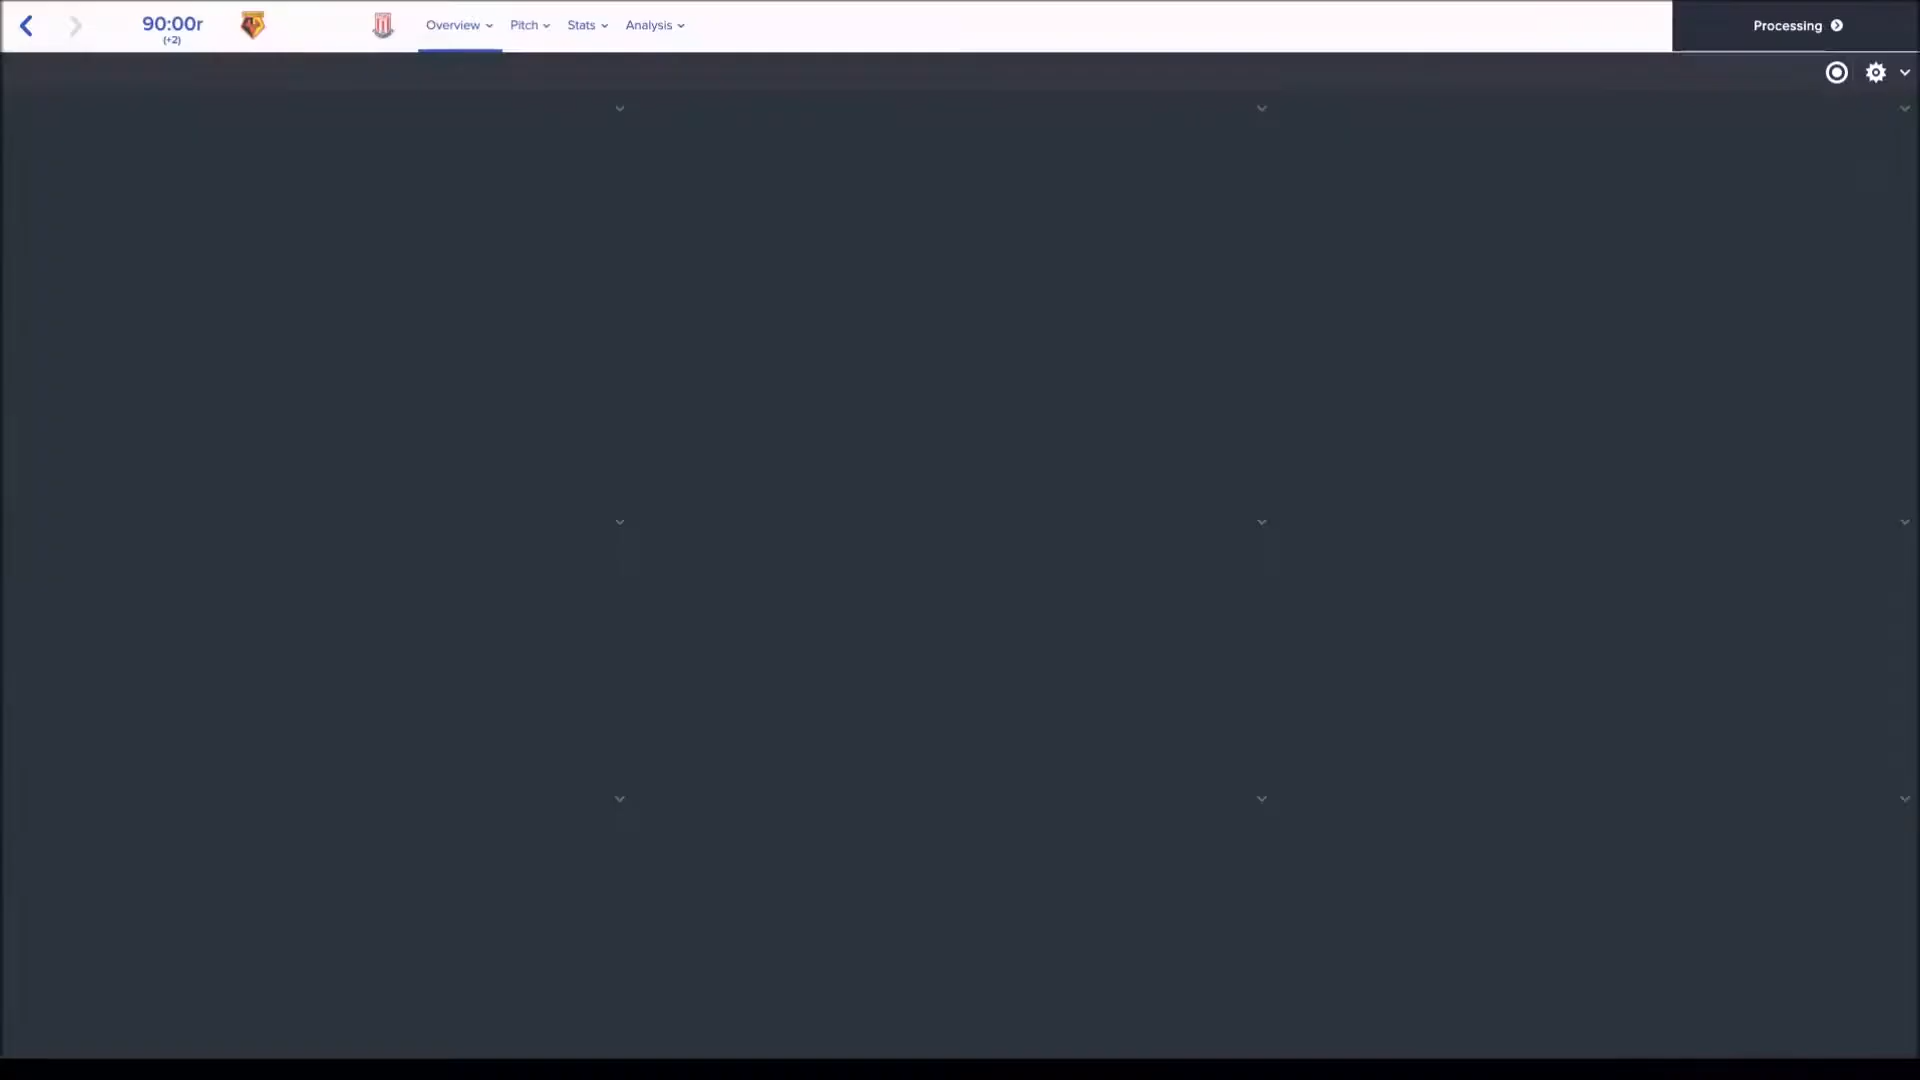 90:00r
(+2)
Overview
Pitch
Stats
Analysis
Processing